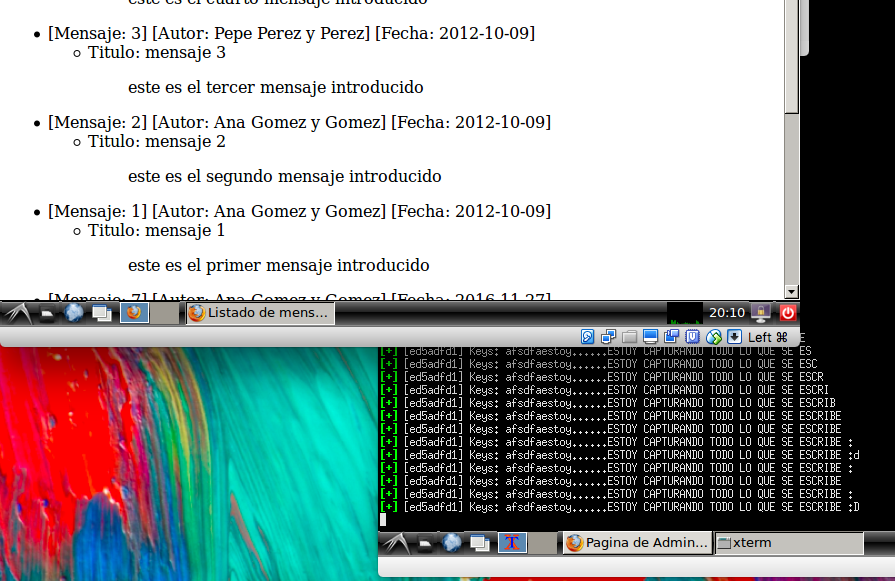 este es el cuarto mensaje introducido
[Mensaje: 3] [Autor: Pepe Perez y Perez] [Fecha: 2012-10-09]
Titulo: mensaje 3
este es el tercer mensaje introducido
[Mensaje: 2] [Autor: Ana Gomez y Gomez] [Fecha: 2012-10-09]
Titulo: mensaje 2
este es el segundo mensaje introducido
[Mensaje: 1] [Autor: Ana Gomez y Gomez] [Fecha: 2012-10-09]
Titulo: mensaje 1
este es el primer mensaje introducido
[Mensaje: 7] [Autor: Ana Gomez y Gomez] [Fecha: 2016-11-27]
Listado de mens...
20:10
Left ⌘
E
[+] [ed5adfd1] Keys: afsdfaestoy......ESTOY CAPTURANDO TODO LO QUE SE ES
[+] [ed5adfd1] Keys: afsdfaestoy......ESTOY CAPTURANDO TODO LO QUE SE ESC
[+] [ed5adfd1] Keys: afsdfaestoy......ESTOY CAPTURANDO TODO LO QUE SE ESCR
[+] [ed5adfd1] Keys: afsdfaestoy......ESTOY CAPTURANDO TODO LO QUE SE ESCRI
[+] [ed5adfd1] Keys: afsdfaestoy......ESTOY CAPTURANDO TODO LO QUE SE ESCRIB
[+] [ed5adfd1] Keys: afsdfaestoy......ESTOY CAPTURANDO TODO LO QUE SE ESCRIBE
[+] [ed5adfd1] Keys: afsdfaestoy......ESTOY CAPTURANDO TODO LO QUE SE ESCRIBE
[+] [ed5adfd1] Keys: afsdfaestoy......ESTOY CAPTURANDO TODO LO QUE SE ESCRIBE :
[+] [ed5adfd1] Keys: afsdfaestoy......ESTOY CAPTURANDO TODO LO QUE SE ESCRIBE :d
[+] [ed5adfd1] Keys: afsdfaestoy......ESTOY CAPTURANDO TODO LO QUE SE ESCRIBE :
[+] [ed5adfd1] Keys: afsdfaestoy......ESTOY CAPTURANDO TODO LO QUE SE ESCRIBE
[+] [ed5adfd1] Keys: afsdfaestoy......ESTOY CAPTURANDO TODO LO QUE SE ESCRIBE :
[+] [ed5adfd1] Keys: afsdfaestoy......ESTOY CAPTURANDO TODO LO QUE SE ESCRIBE :D
Pagina de Admin...
xterm